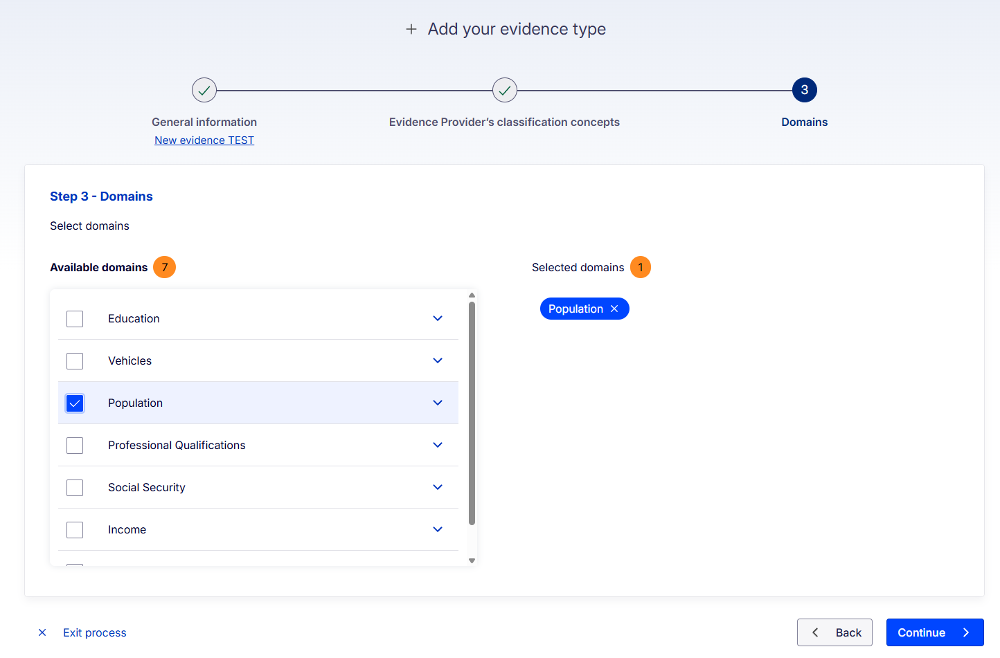 Add your evidence type
3
General information
Evidence Provider’s classification concepts
Domains
New evidence TEST
Step 3 - Domains
Select domains
Available domains 7
Selected domains 1
Population
Education
Vehicles
Population
Professional Qualifications
Social Security
Income
Exit process
Back
Continue